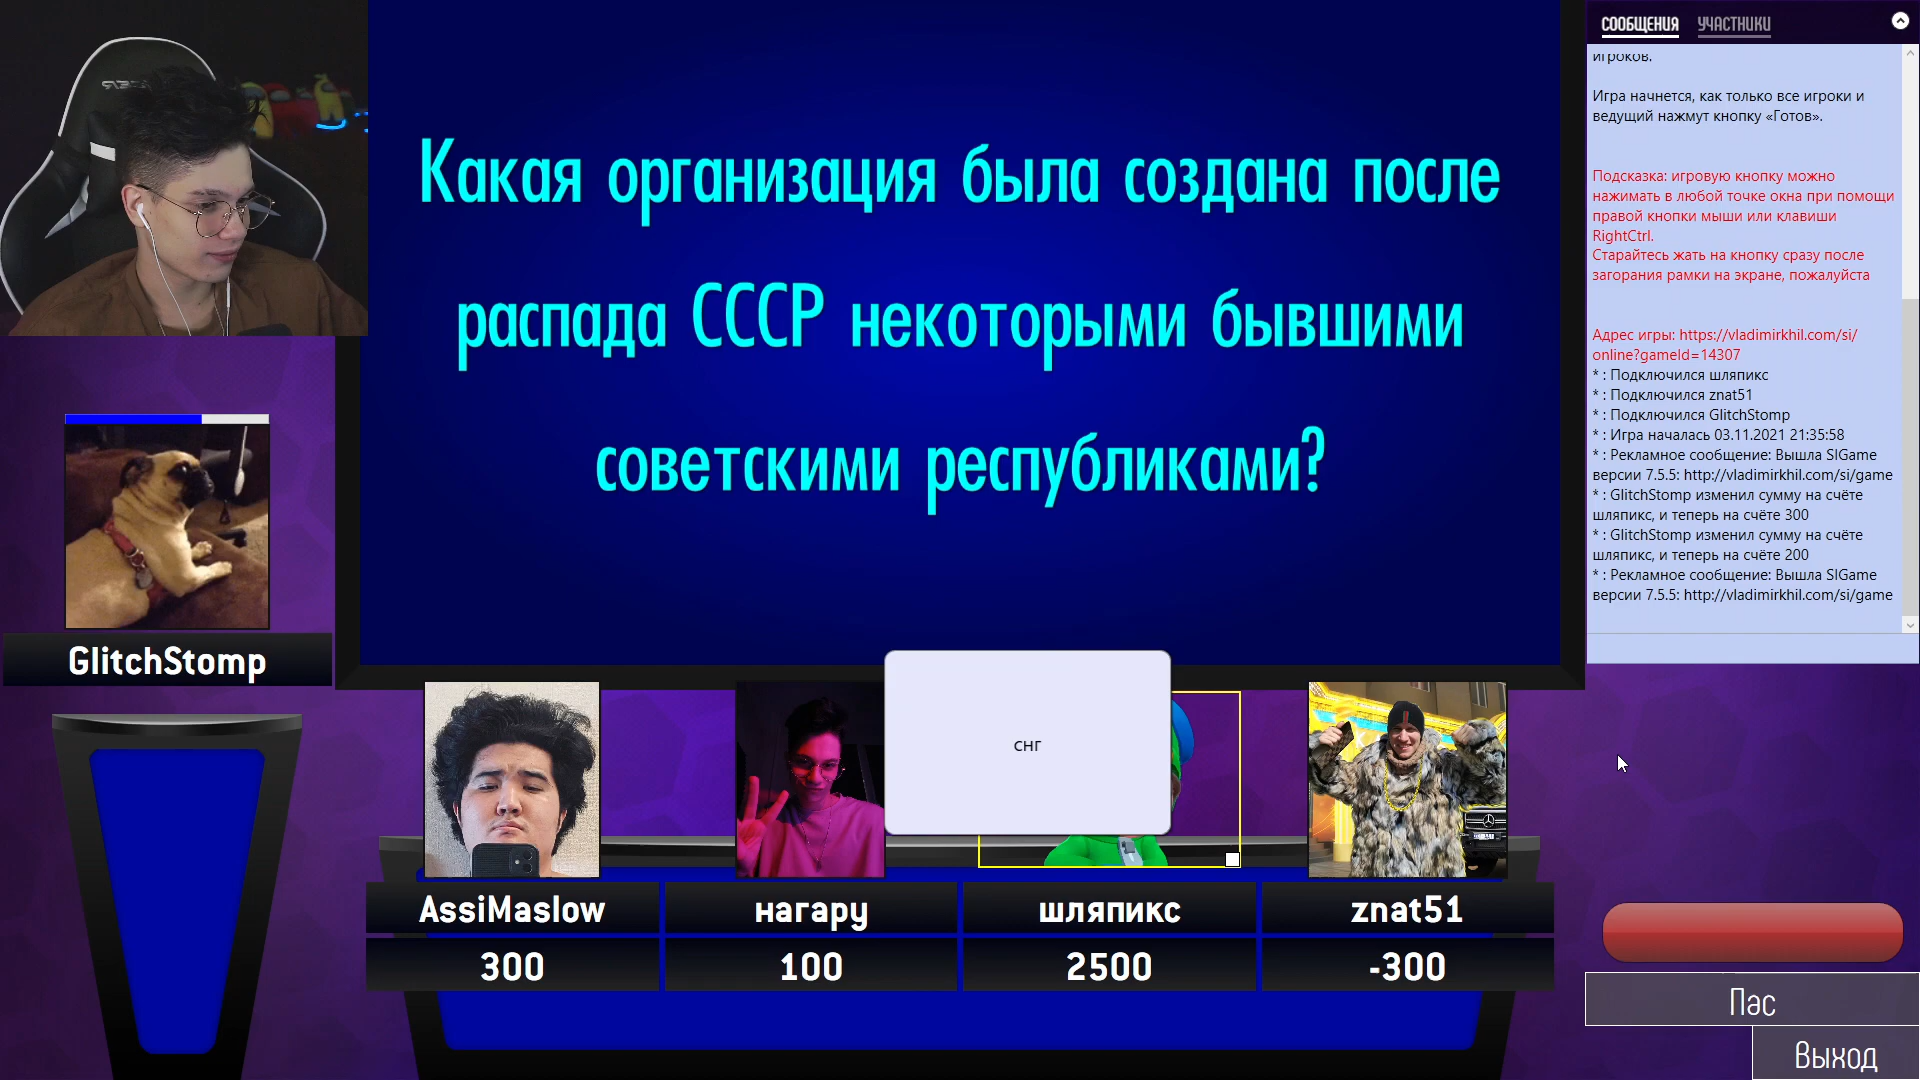 Какая организация была создана после
распада СССР некоторыми бывшими
советскими республиками?
СООБЩЕНИЯ УЧАСТНИКИ
игроков.
Игра начнется, как только все игроки и
ведущий нажмут кнопку «Готов».
Подсказка: игровую кнопку можно
нажимать в любой точке окна при помощи
правой кнопки мыши или клавиши
RightCtrl.
Старайтесь жать на кнопку сразу после
загорания рамки на экране, пожалуйста
Адрес игры: https://vladimirkhil.com/si/
online?gameId=14307
* : Подключился шляпикс
* : Подключился znat51
* : Подключился GlitchStomp
* : Игра началась 03.11.2021 21:35:58
* : Рекламное сообщение: Вышла SIGame
версии 7.5.5: http://vladimirkhil.com/si/game
* : GlitchStomp изменил сумму на счёте
шляпикс, и теперь на счёте 300
* : GlitchStomp изменил сумму на счёте
шляпикс, и теперь на счёте 200
* : Рекламное сообщение: Вышла SIGame
версии 7.5.5: http://vladimirkhil.com/si/game
GlitchStomp
снг
AssiMaslow нагару шляпикс znat51
300 100 2500 -300
Пас
Выход